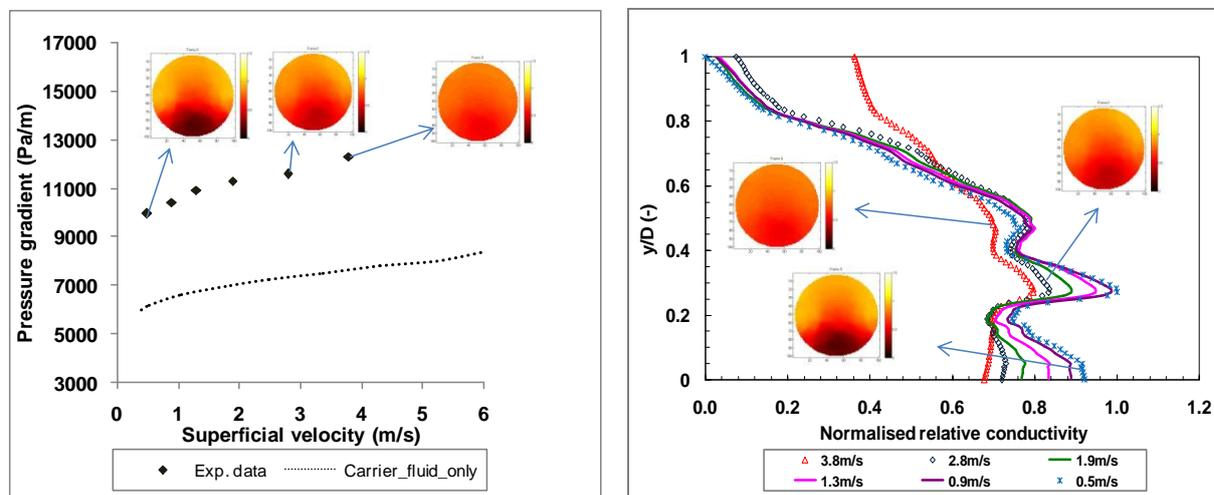 17000
15000
13000
11000
9000
7000
5000
3000
Pressure gradient (Pa/m)
0 1 2 3 4 5 6
Superficial velocity (m/s)
Exp. data Carrier_fluid_only
1
0.8
0.6
0.4
0.2
0
y/D (-)
0.0 0.2 0.4 0.6 0.8 1.0 1.2
Normalised relative conductivity
3.8m/s 2.8m/s 1.9m/s
1.3m/s 0.9m/s 0.5m/s